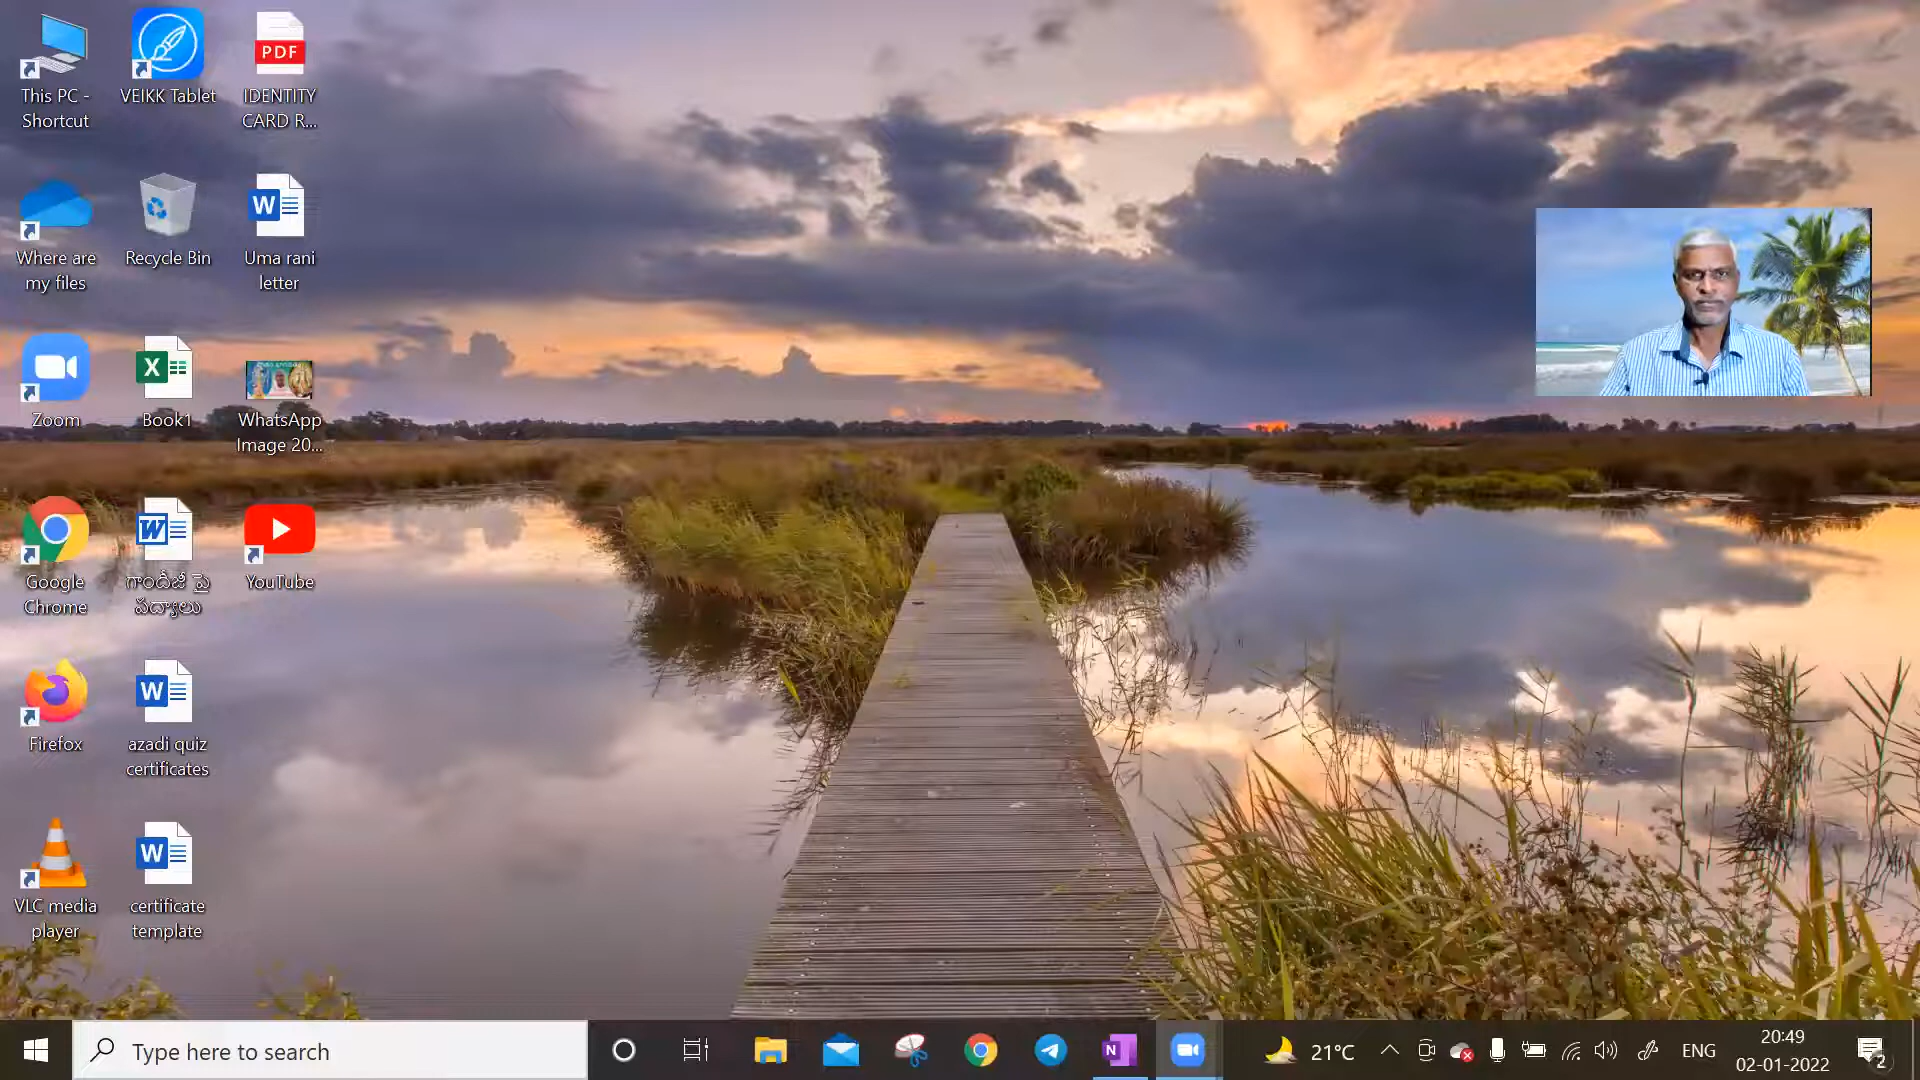 This PC -
Shortcut
VEIKK Tablet
PDF
IDENTITY
CARD R...
Where are
my files
Recycle Bin
W
Uma rani
letter
Zoom
X
Book1
WhatsApp
Image 20...
Google
Chrome
W
గాంధీజీ పై
పద్యాలు
YouTube
Firefox
W
azadi quiz
certificates
VLC media
player
W
certificate
template
Type here to search
N
21°C
ENG
20:49
02-01-2022
2